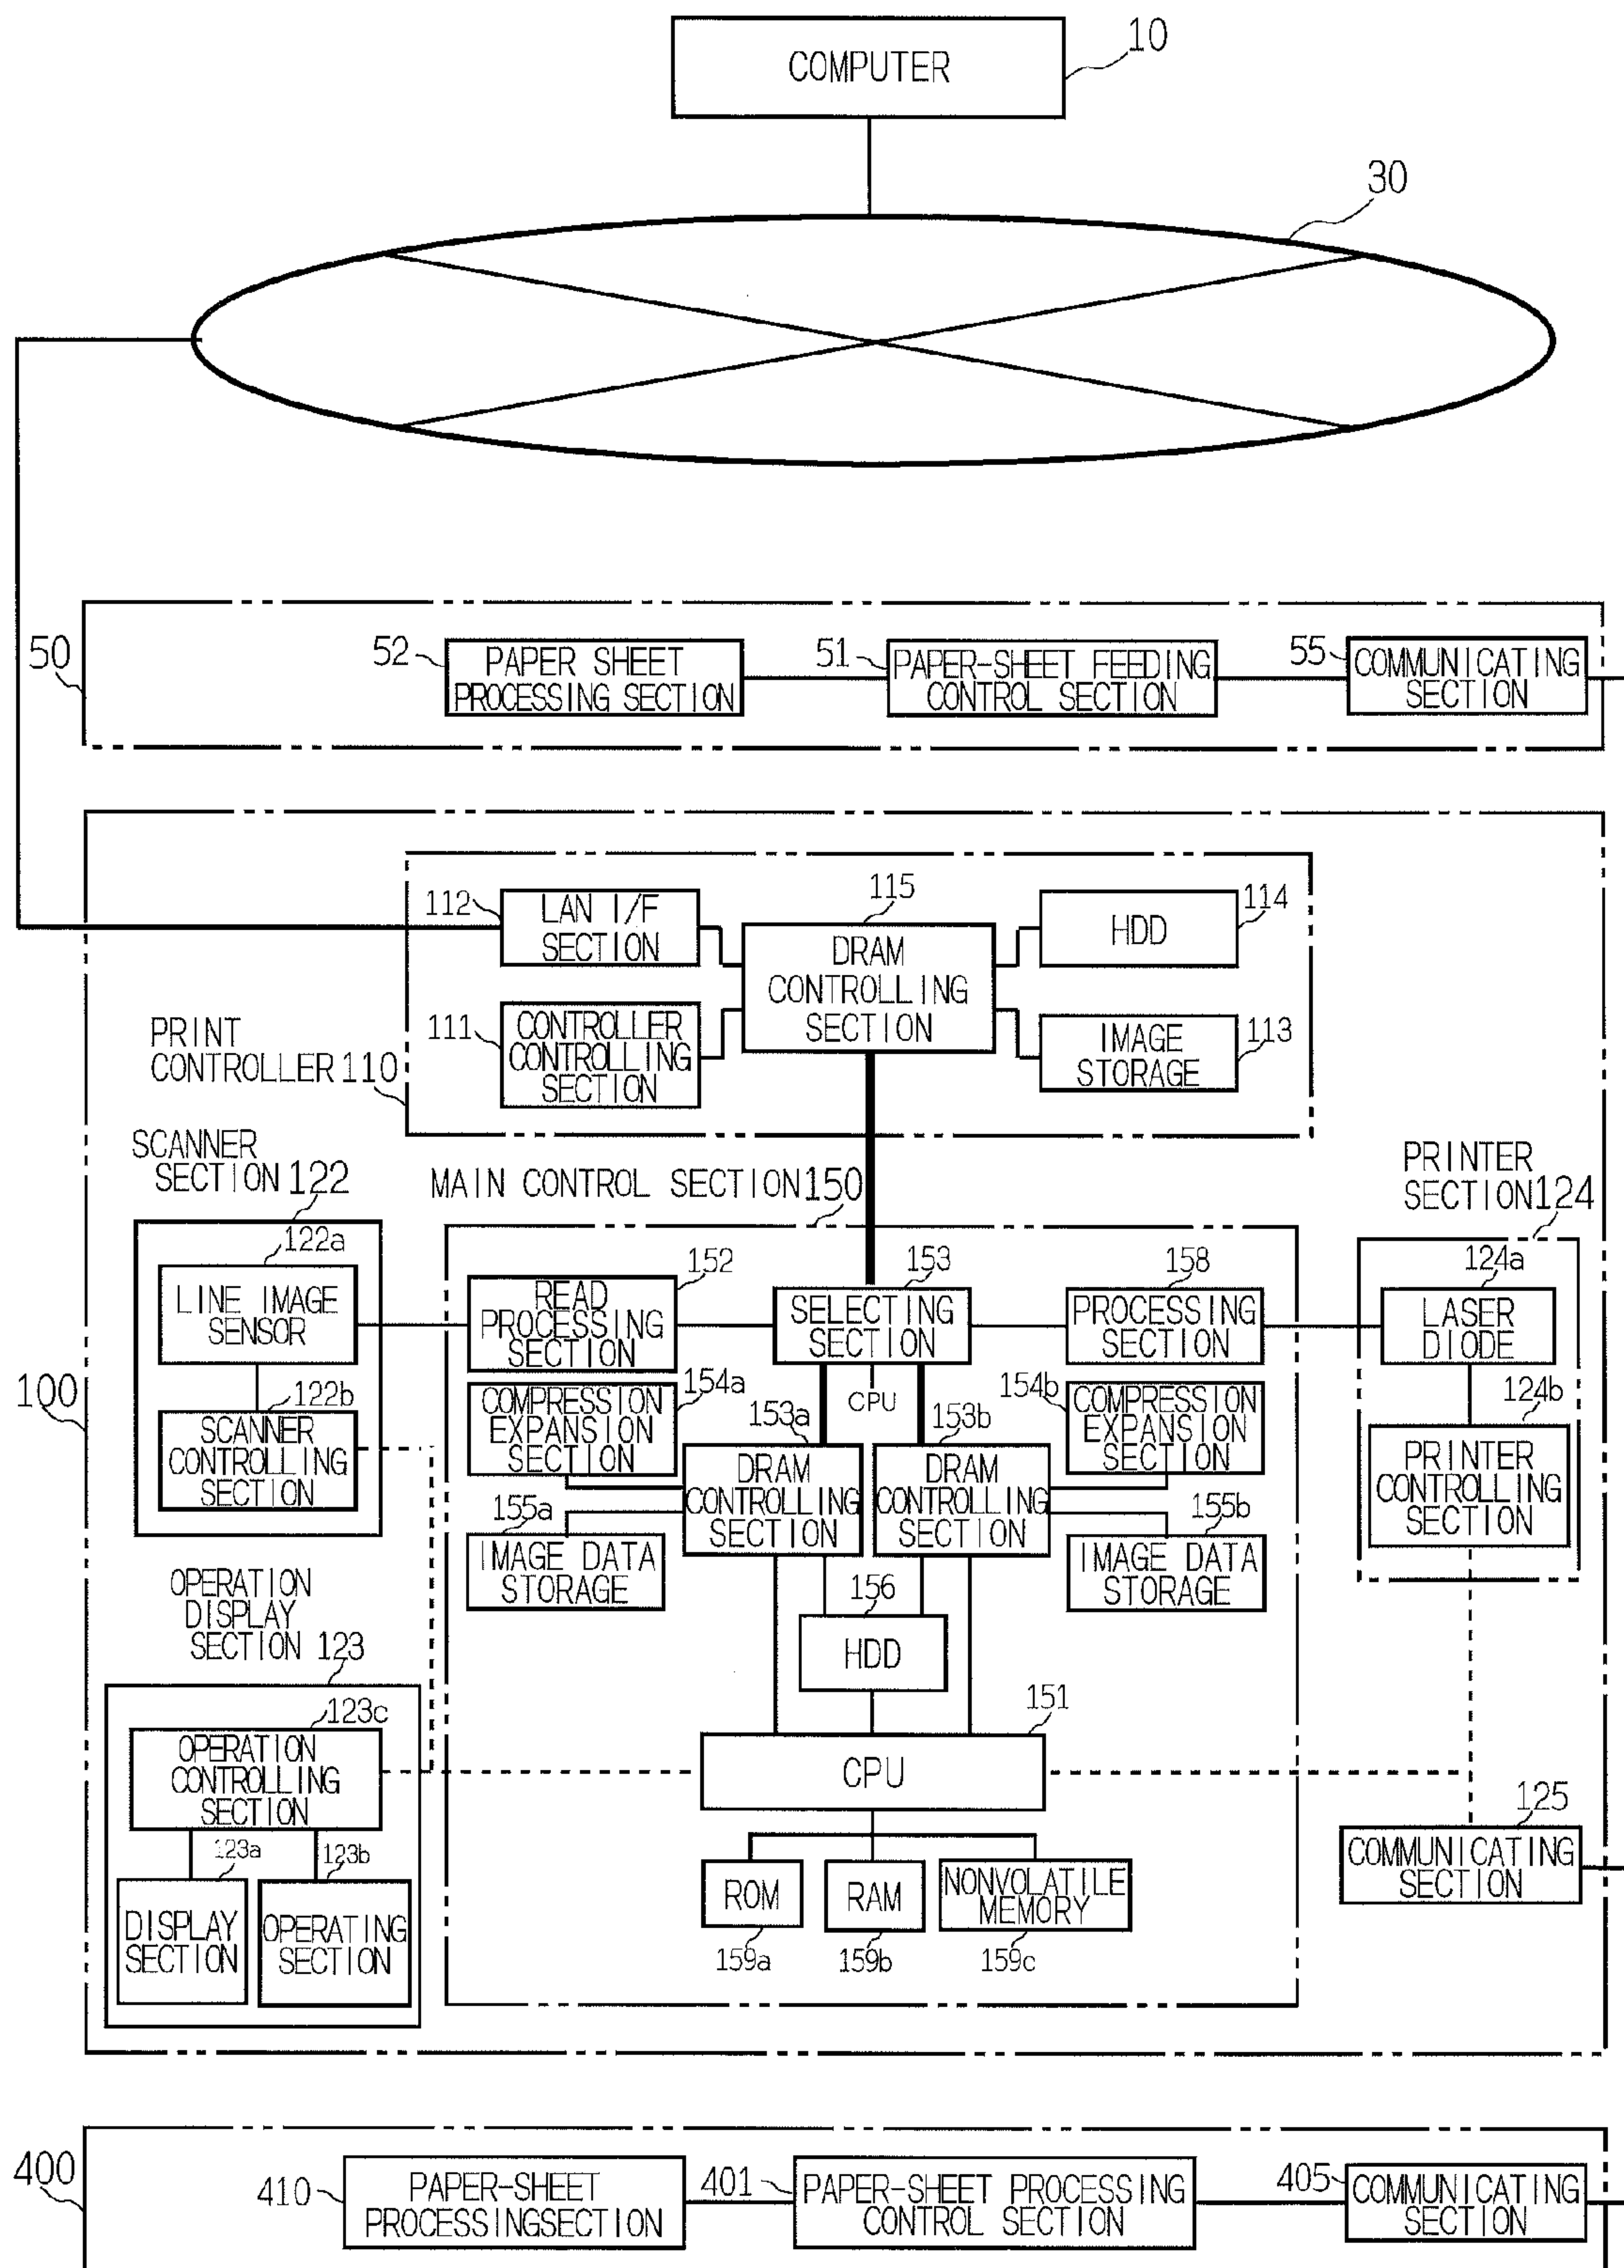 COMPUTER
10
30
50
52
PAPER SHEET
PROCESSING SECTION
51
PAPER-SHEET FEEDING
CONTROL SECTION
55
COMMUNICATING
SECTION
100
PRINT
CONTROLLER 110
112
LAN I/F
SECTION
115
DRAM
CONTROLLING
SECTION
114
HDD
111
CONTROLLER
CONTROLLING
SECTION
113
IMAGE
STORAGE
SCANNER
SECTION 122
MAIN CONTROL SECTION 150
PRINTER
SECTION 124
122a
LINE IMAGE
SENSOR
122b
SCANNER
CONTROLLING
SECTION
152
READ
PROCESSING
SECTION
153
SELECTING
SECTION
CPU
158
PROCESSING
SECTION
124a
LASER
DIODE
124b
PRINTER
CONTROLLING
SECTION
154a
COMPRESSION
EXPANSION
SECTION
153a
DRAM
CONTROLLING
SECTION
153b
DRAM
CONTROLLING
SECTION
154b
COMPRESSION
EXPANSION
SECTION
155a
IMAGE DATA
STORAGE
155b
IMAGE DATA
STORAGE
156
HDD
OPERATION
DISPLAY
SECTION 123
123c
OPERATION
CONTROLLING
SECTION
123a
DISPLAY
SECTION
123b
OPERATING
SECTION
151
CPU
ROM
159a
RAM
159b
NONVOLATILE
MEMORY
159c
125
COMMUNICATING
SECTION
400
410
PAPER-SHEET
PROCESSINGSECTION
401
PAPER-SHEET PROCESSING
CONTROL SECTION
405
COMMUNICATING
SECTION